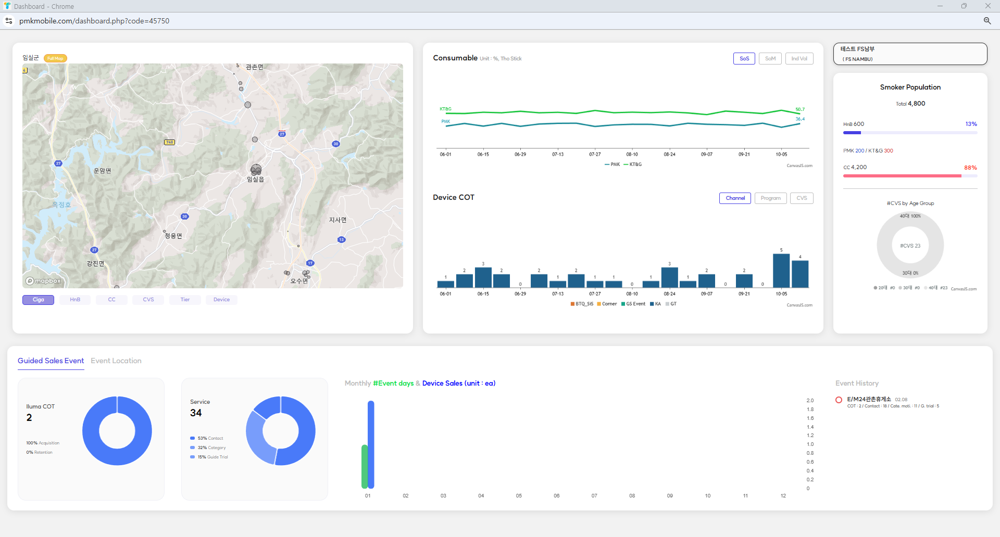 Dashboard - Chrome
pmkmobile.com/dashboard.php?code=45750
임실군 Full Map
4
관촌면
27
30
745
27
운암면
임실읍
옥정호
30
지사면
청웅면
13
27
17
강진면
mapbox
오수면
Ciga HnB CC CVS Tier Device
Consumable Unit : %, Tho Stick
SoS SoM Ind Vol
KT&G 50.7
PMK 36.4
06-01 06-15 06-29 07-13 07-27 08-10 08-24 09-07 09-21 10-05
PMK KT&G
CanvasJS.com
Device COT
Channel Program CVS
1 2 3 2 0 2 1 2 1 1 0 1 3 1 2 0 2 0 5 4
06-01 06-15 06-29 07-13 07-27 08-10 08-24 09-07 09-21 10-05
BTQ_SiS Corner GS Event KA GT
CanvasJS.com
테스트 FS남부
( FS NAMBU)
Smoker Population
Total 4,800
HnB 600 13%
PMK 200 / KT&G 300
CC 4,200 88%
#CVS by Age Group
40대 100%
#CVS 23
30대 0%
20대 #0 30대 #0 40대 #23
CanvasJS.com
Guided Sales Event Event Location
Iluma COT
2
100% Acquisition
0% Retention
Service
34
53% Contact
32% Category
15% Guide Trial
Monthly #Event days & Device Sales (unit : ea)
2.0
1.8
1.6
1.4
1.2
1.0
0.8
0.6
0.4
0.2
0
01 02 03 04 05 06 07 08 09 10 11 12
Event History
E/M24관촌휴게소 02.08
COT : 2 / Contact : 18 / Cate. moti. : 11 / G. trial : 5